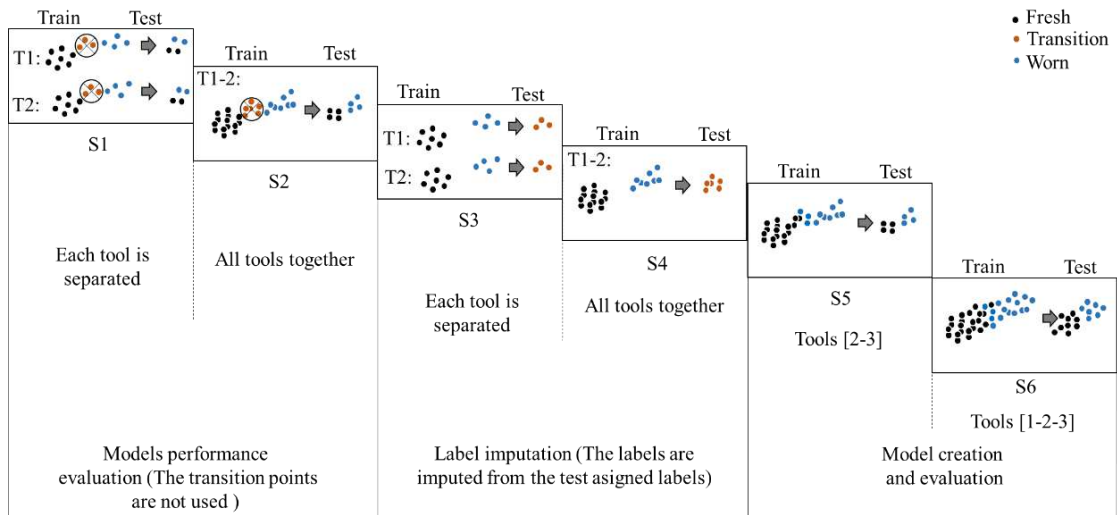 Train Test
Fresh
Transition
Worn
T1:
T2:
S1
Train Test
T1-2:
S2
Train Test
T1:
T2:
S3
Train Test
T1-2:
S4
Train Test
S5
Train Test
S6
Each tool is
separated
All tools together
Each tool is
separated
All tools together
Tools [2-3]
Tools [1-2-3]
Models performance
evaluation (The transition points
are not used )
Label imputation (The labels are
imputed from the test asigned labels)
Model creation
and evaluation